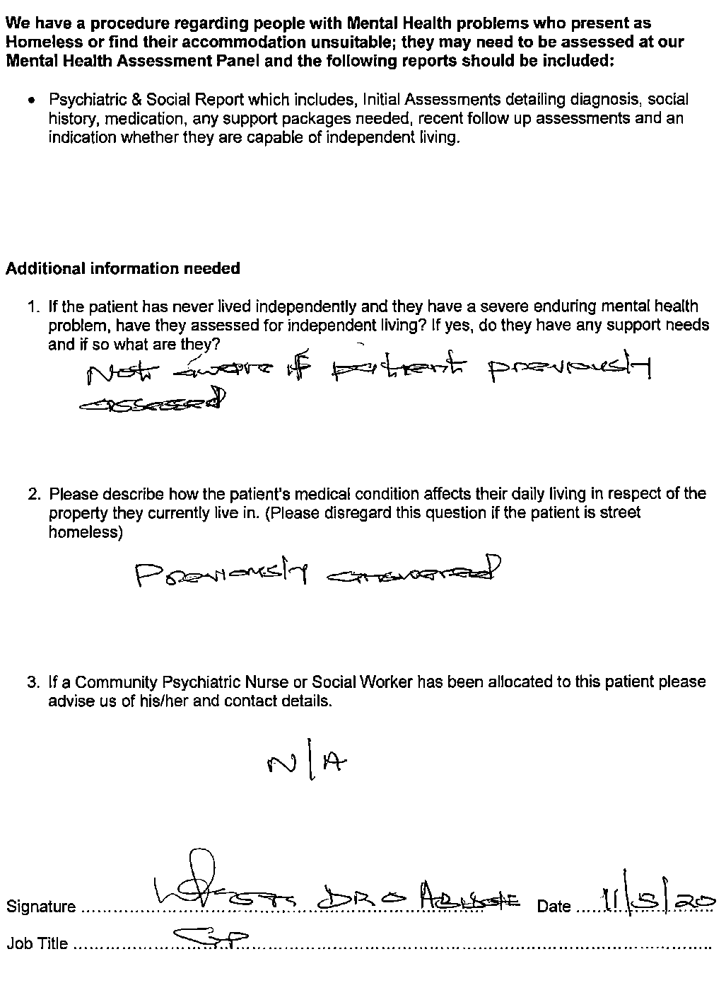 We have a procedure regarding people with Mental Health problems who present as
Homeless or find their accommodation unsuitable; they may need to be assessed at our
Mental Health Assessment Panel and the following reports should be included:
• Psychiatric & Social Report which includes, Initial Assessments detailing diagnosis, social
history, medication, any support packages needed, recent follow up assessments and an
indication whether they are capable of independent living.
Additional information needed
1. If the patient has never lived independently and they have a severe enduring mental health
problem, have they assessed for independent living? If yes, do they have any support needs
and if so what are they?
Not aware if patient previously
assessed
2. Please describe how the patient's medical condition affects their daily living in respect of the
property they currently live in. (Please disregard this question if the patient is street
homeless)
Previously answered
3. If a Community Psychiatric Nurse or Social Worker has been allocated to this patient please
advise us of his/her and contact details.
N/A
Signature DR O Date 11/5/20
Job Title GP